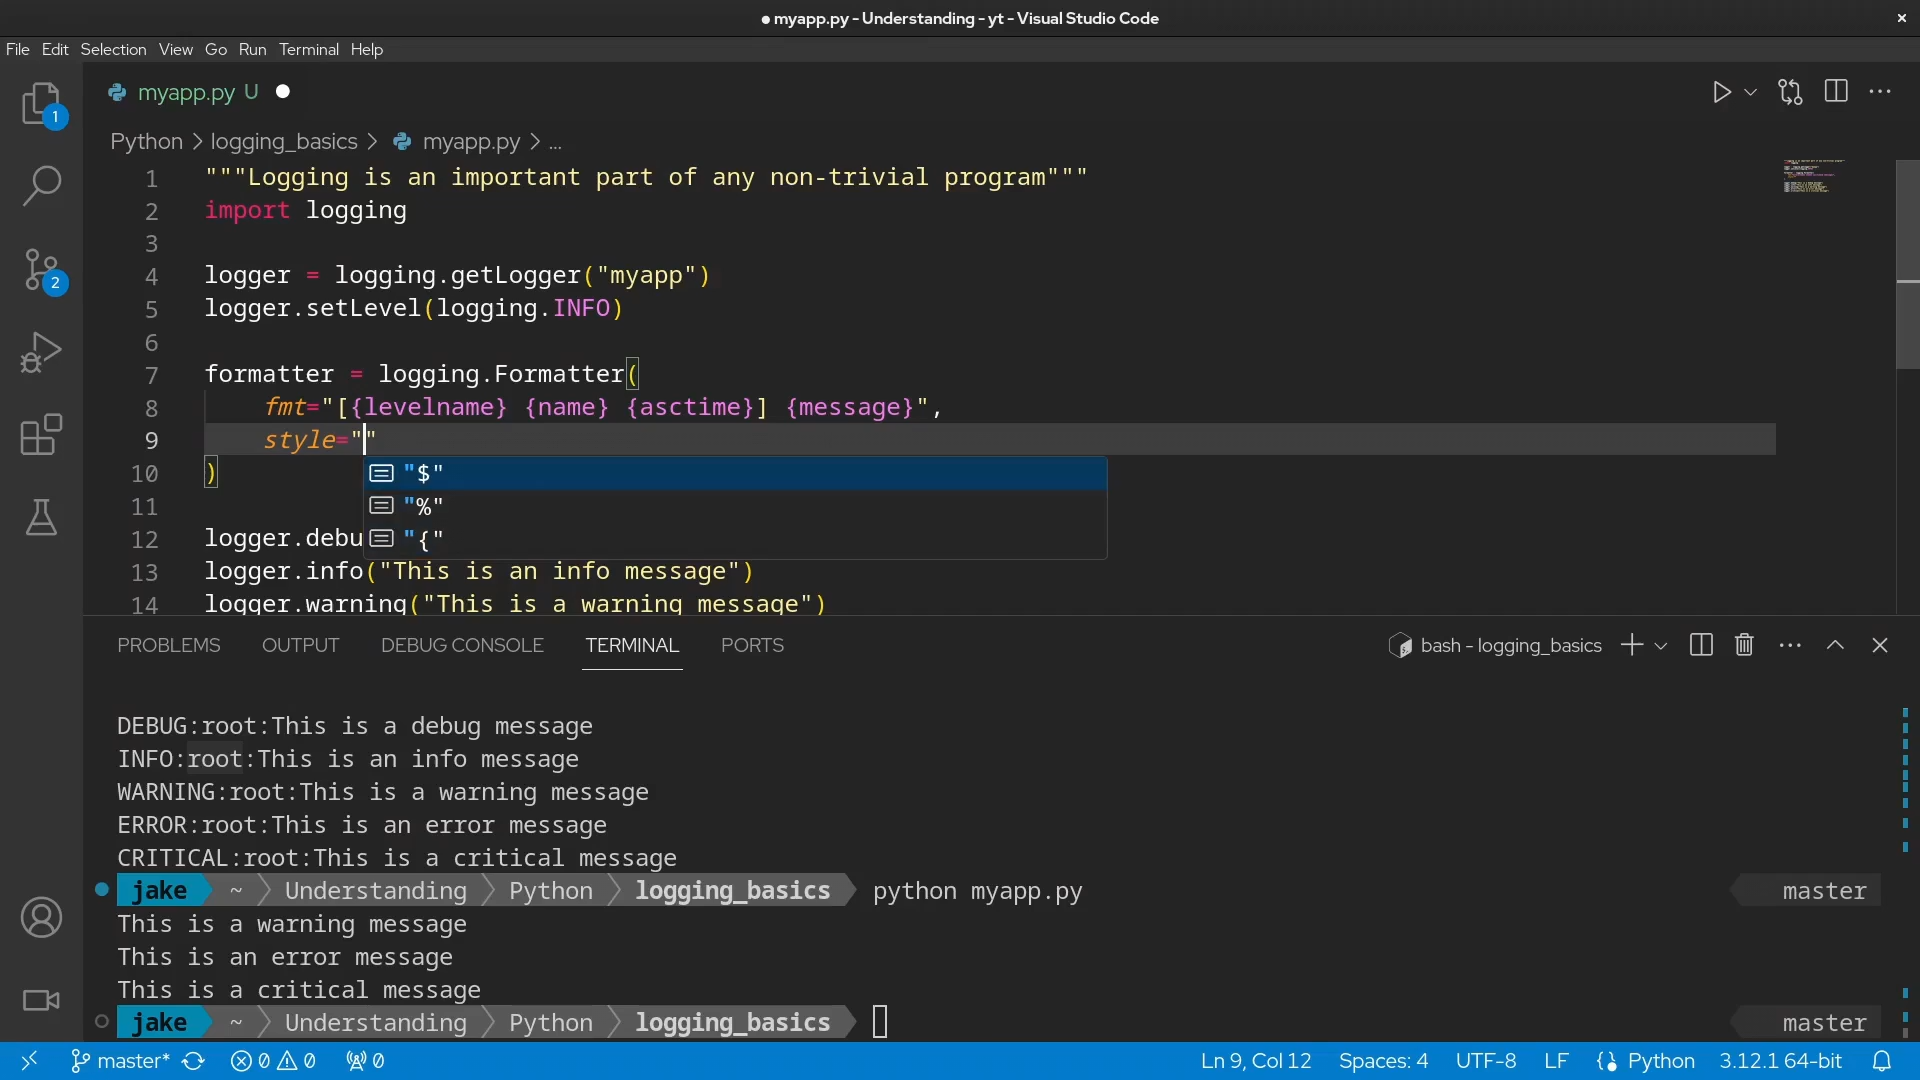 ● myapp.py - Understanding - yt - Visual Studio Code
File Edit Selection View Go Run Terminal Help
myapp.py U ●
1
Python > logging_basics > myapp.py > ...
1 """Logging is an important part of any non-trivial program"""
2 import logging
3
4 logger = logging.getLogger("myapp")
5 logger.setLevel(logging.INFO)
6
7 formatter = logging.Formatter(
8 fmt="[{levelname} {name} {asctime}] {message}",
9 style=""
10 )
"$"
11
"%"
12 logger.debu
"{"
13 logger.info("This is an info message")
14 logger.warning("This is a warning message")
2
PROBLEMS OUTPUT DEBUG CONSOLE TERMINAL PORTS
bash - logging_basics
DEBUG:root:This is a debug message
INFO:root:This is an info message
WARNING:root:This is a warning message
ERROR:root:This is an error message
CRITICAL:root:This is a critical message
jake ~ Understanding Python logging_basics python myapp.py master
This is a warning message
This is an error message
This is a critical message
jake ~ Understanding Python logging_basics master
master* 0 0 0 Ln 9, Col 12 Spaces: 4 UTF-8 LF Python 3.12.1 64-bit